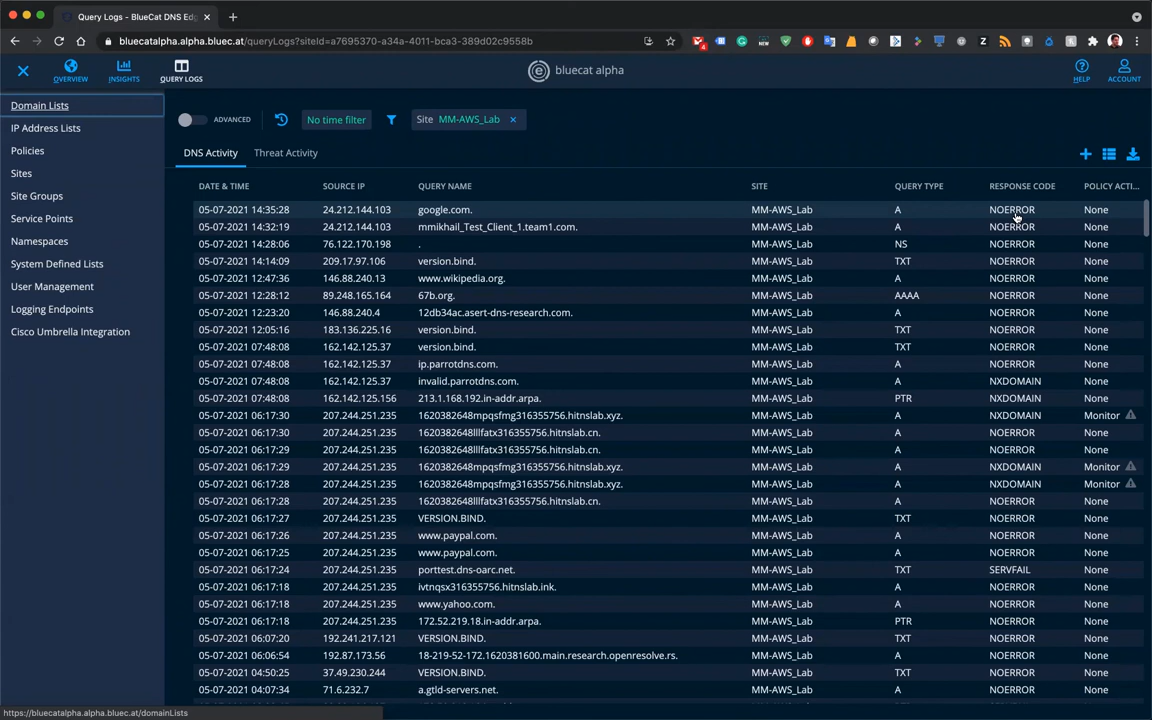 Query Logs - BlueCat DNS Edg
bluecatalpha.alpha.bluec.at/queryLogs?siteId=a7695370-a34a-4011-bca3-389d02c9558b
OVERVIEW INSIGHTS QUERY LOGS bluecat alpha HELP ACCOUNT
Domain Lists
IP Address Lists
Policies
Sites
Site Groups
Service Points
Namespaces
System Defined Lists
User Management
Logging Endpoints
Cisco Umbrella Integration
ADVANCED No time filter Site MM-AWS_Lab
DNS Activity Threat Activity
DATE & TIME SOURCE IP QUERY NAME SITE QUERY TYPE RESPONSE CODE POLICY ACTI...
05-07-2021 14:35:28 24.212.144.103 google.com. MM-AWS_Lab A NOERROR None
05-07-2021 14:32:19 24.212.144.103 mmikhail_Test_Client_1.team1.com. MM-AWS_Lab A NOERROR None
05-07-2021 14:28:06 76.122.170.198 . MM-AWS_Lab NS NOERROR None
05-07-2021 14:14:09 209.17.97.106 version.bind. MM-AWS_Lab TXT NOERROR None
05-07-2021 12:47:36 146.88.240.13 www.wikipedia.org. MM-AWS_Lab A NOERROR None
05-07-2021 12:28:12 89.248.165.164 67b.org. MM-AWS_Lab AAAA NOERROR None
05-07-2021 12:23:20 146.88.240.4 12db34ac.asert-dns-research.com. MM-AWS_Lab A NOERROR None
05-07-2021 12:05:16 183.136.225.16 version.bind. MM-AWS_Lab TXT NOERROR None
05-07-2021 07:48:08 162.142.125.37 version.bind. MM-AWS_Lab TXT NOERROR None
05-07-2021 07:48:08 162.142.125.37 ip.parrotdns.com. MM-AWS_Lab A NOERROR None
05-07-2021 07:48:08 162.142.125.37 invalid.parrotdns.com. MM-AWS_Lab A NXDOMAIN None
05-07-2021 07:48:08 162.142.125.156 213.1.168.192.in-addr.arpa. MM-AWS_Lab PTR NXDOMAIN None
05-07-2021 06:17:30 207.244.251.235 1620382648mpqsfmg316355756.hitnslab.xyz. MM-AWS_Lab A NXDOMAIN Monitor
05-07-2021 06:17:30 207.244.251.235 1620382648lllfatx316355756.hitnslab.cn. MM-AWS_Lab A NOERROR None
05-07-2021 06:17:29 207.244.251.235 1620382648lllfatx316355756.hitnslab.cn. MM-AWS_Lab A NOERROR None
05-07-2021 06:17:29 207.244.251.235 1620382648mpqsfmg316355756.hitnslab.xyz. MM-AWS_Lab A NXDOMAIN Monitor
05-07-2021 06:17:28 207.244.251.235 1620382648mpqsfmg316355756.hitnslab.xyz. MM-AWS_Lab A NXDOMAIN Monitor
05-07-2021 06:17:28 207.244.251.235 1620382648lllfatx316355756.hitnslab.cn. MM-AWS_Lab A NOERROR None
05-07-2021 06:17:27 207.244.251.235 VERSION.BIND. MM-AWS_Lab TXT NOERROR None
05-07-2021 06:17:26 207.244.251.235 www.paypal.com. MM-AWS_Lab A NOERROR None
05-07-2021 06:17:25 207.244.251.235 www.paypal.com. MM-AWS_Lab A NOERROR None
05-07-2021 06:17:24 207.244.251.235 porttest.dns-oarc.net. MM-AWS_Lab TXT SERVFAIL None
05-07-2021 06:17:18 207.244.251.235 ivtnqsx316355756.hitnslab.ink. MM-AWS_Lab A NOERROR None
05-07-2021 06:17:18 207.244.251.235 www.yahoo.com. MM-AWS_Lab A NOERROR None
05-07-2021 06:17:18 207.244.251.235 172.52.219.18.in-addr.arpa. MM-AWS_Lab PTR NOERROR None
05-07-2021 06:07:20 192.241.217.121 VERSION.BIND. MM-AWS_Lab TXT NOERROR None
05-07-2021 06:06:54 192.87.173.56 18-219-52-172.1620381600.main.research.openresolve.rs. MM-AWS_Lab A NOERROR None
05-07-2021 04:50:25 37.49.230.244 VERSION.BIND. MM-AWS_Lab TXT NOERROR None
05-07-2021 04:07:34 71.6.232.7 a.gtld-servers.net. MM-AWS_Lab A NOERROR None
https://bluecatalpha.alpha.bluec.at/domainLists